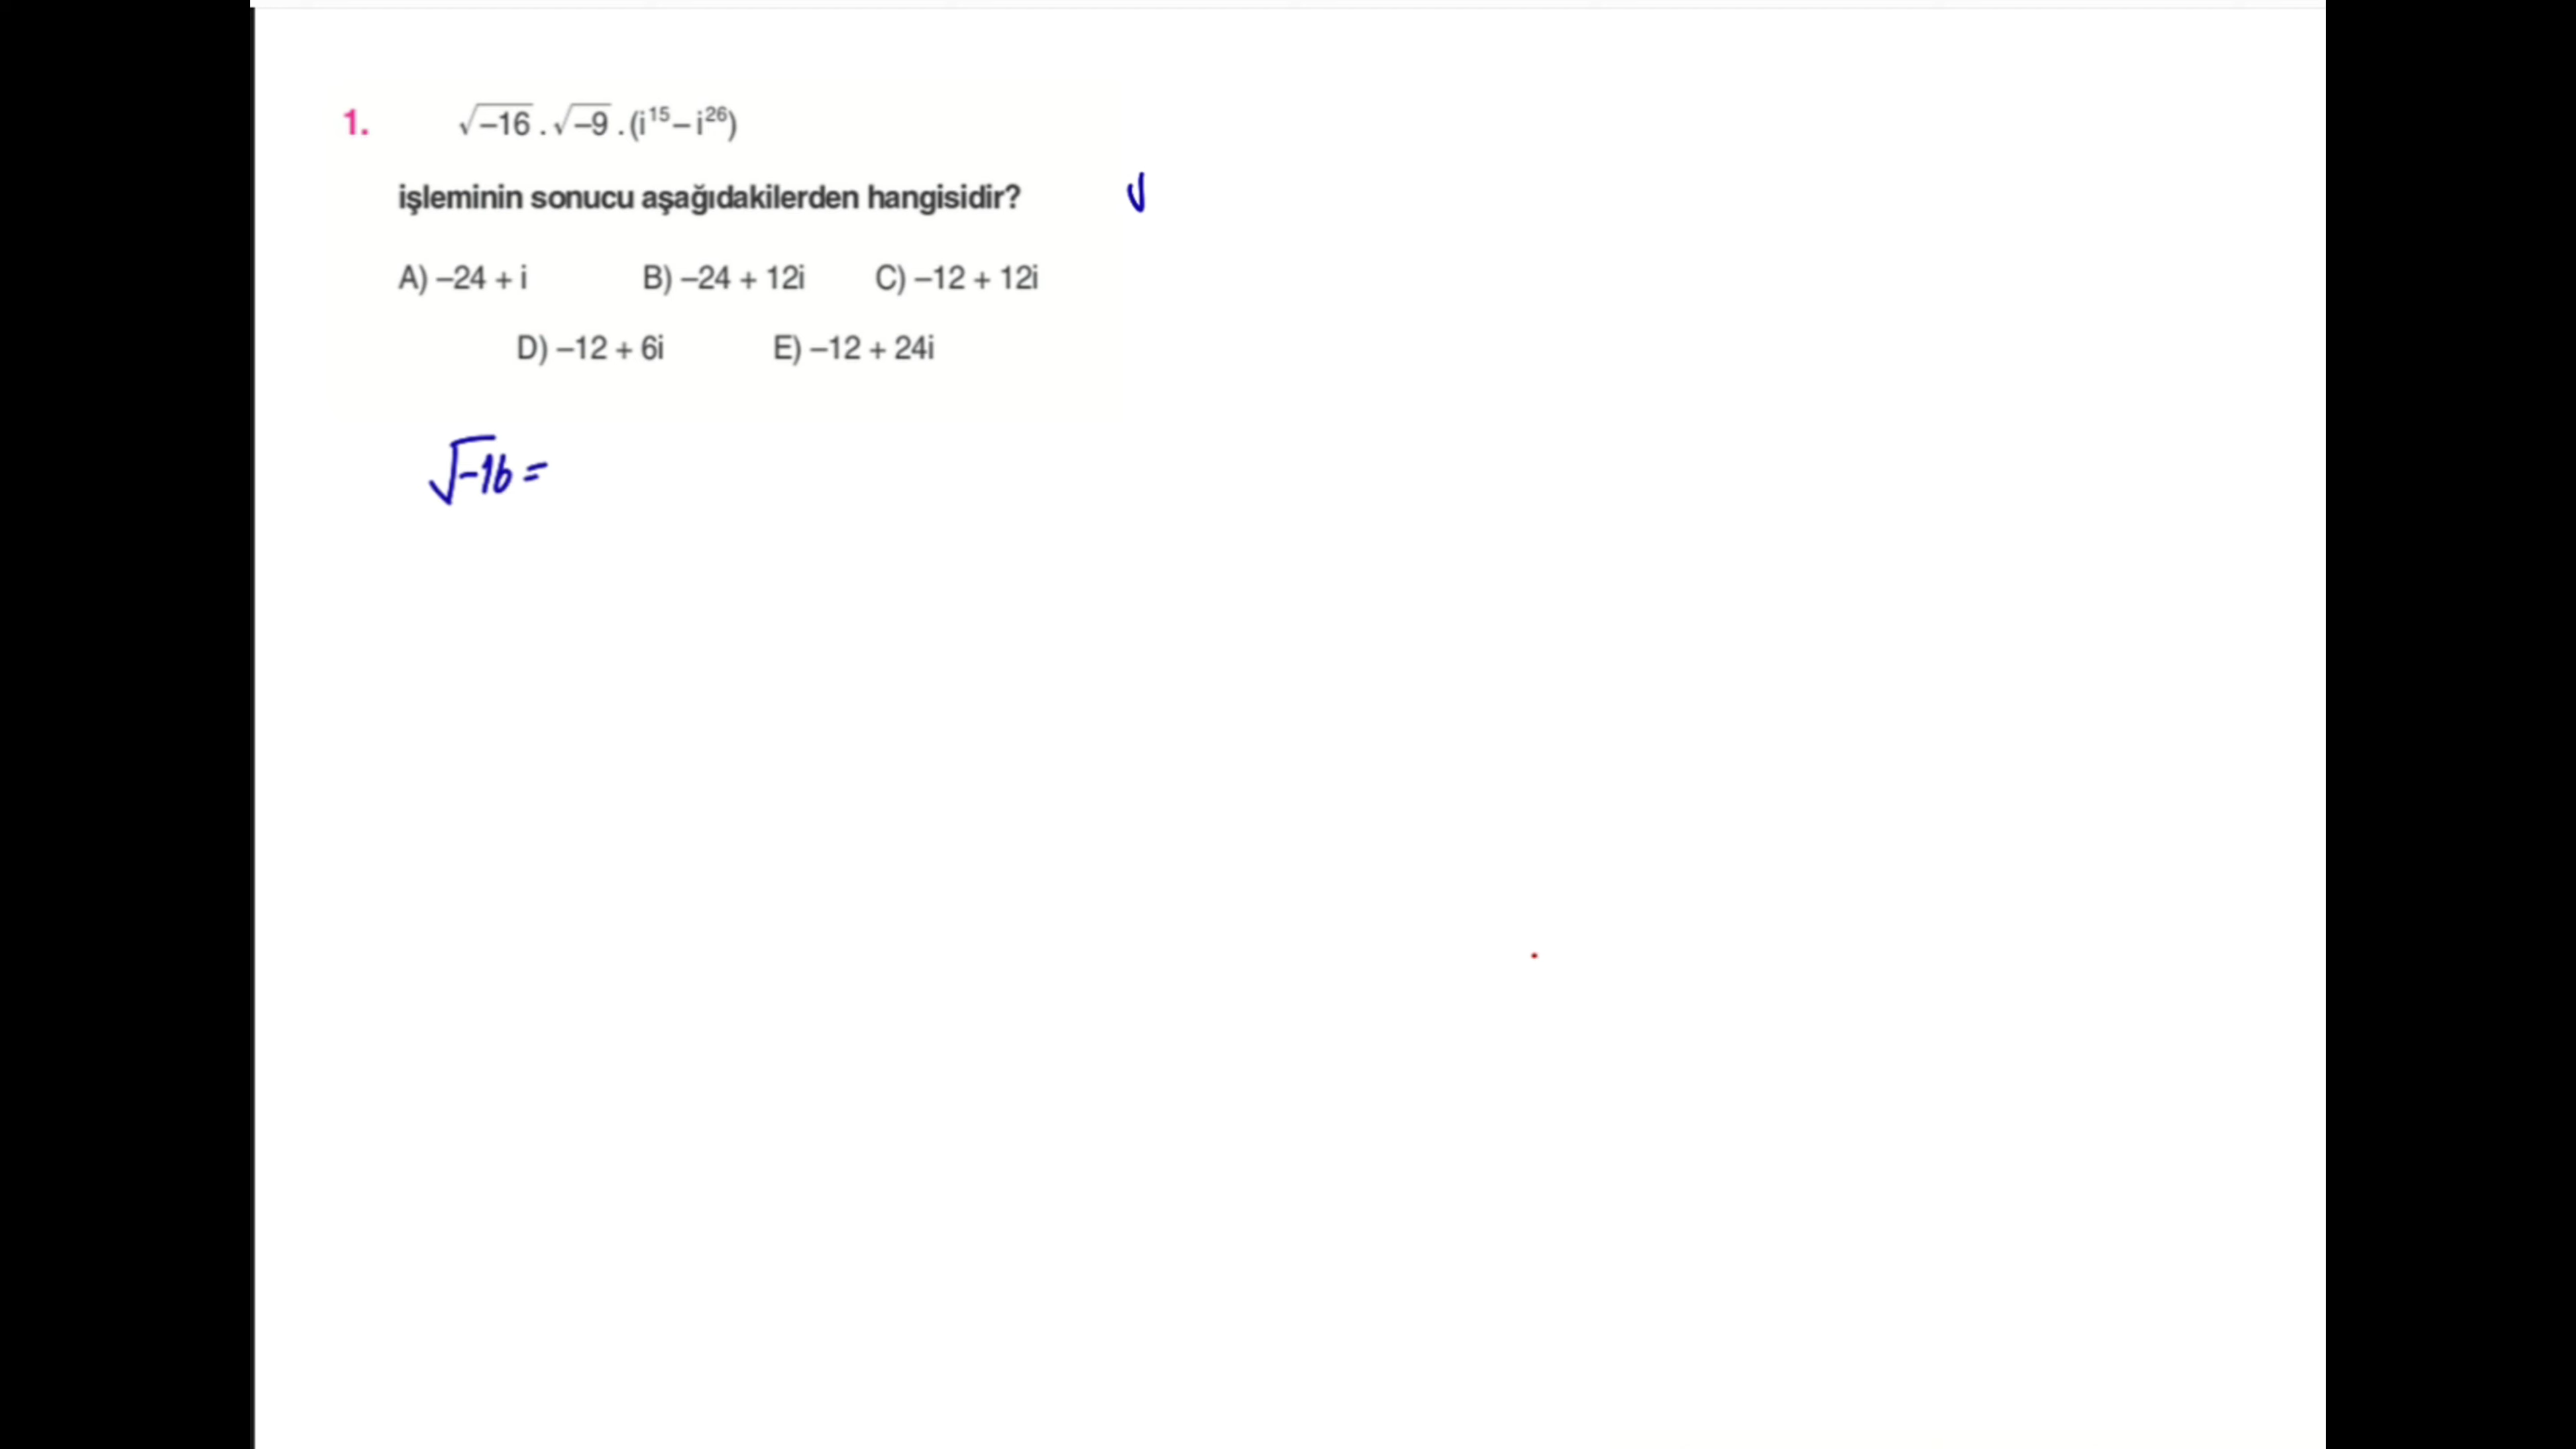 1. √–16 . √–9 . (i¹⁵ – i²⁶)
işleminin sonucu aşağıdakilerden hangisidir?
A) –24 + i B) –24 + 12i C) –12 + 12i
D) –12 + 6i E) –12 + 24i
√-16 =